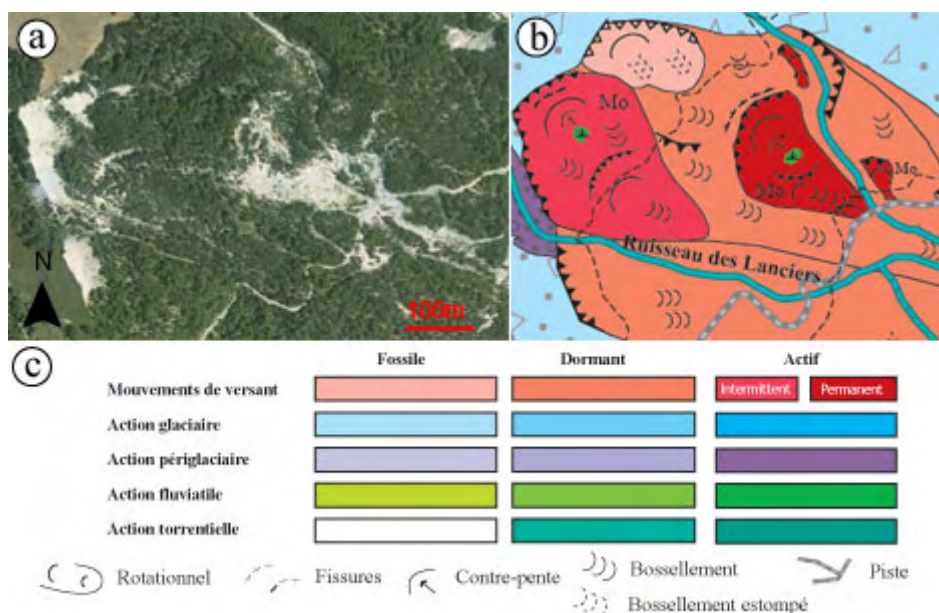 a
b
N
100m
Mo
Mo
Mo
Ruisseau des Lanciers
c
Fossile Dormant Actif
Mouvements de versant Intermittent Permanent
Action glaciaire
Action périglaciaire
Action fluviatile
Action torrentielle
Rotationnel Fissures Contre-pente Bossellement Piste
Bossellement estompé